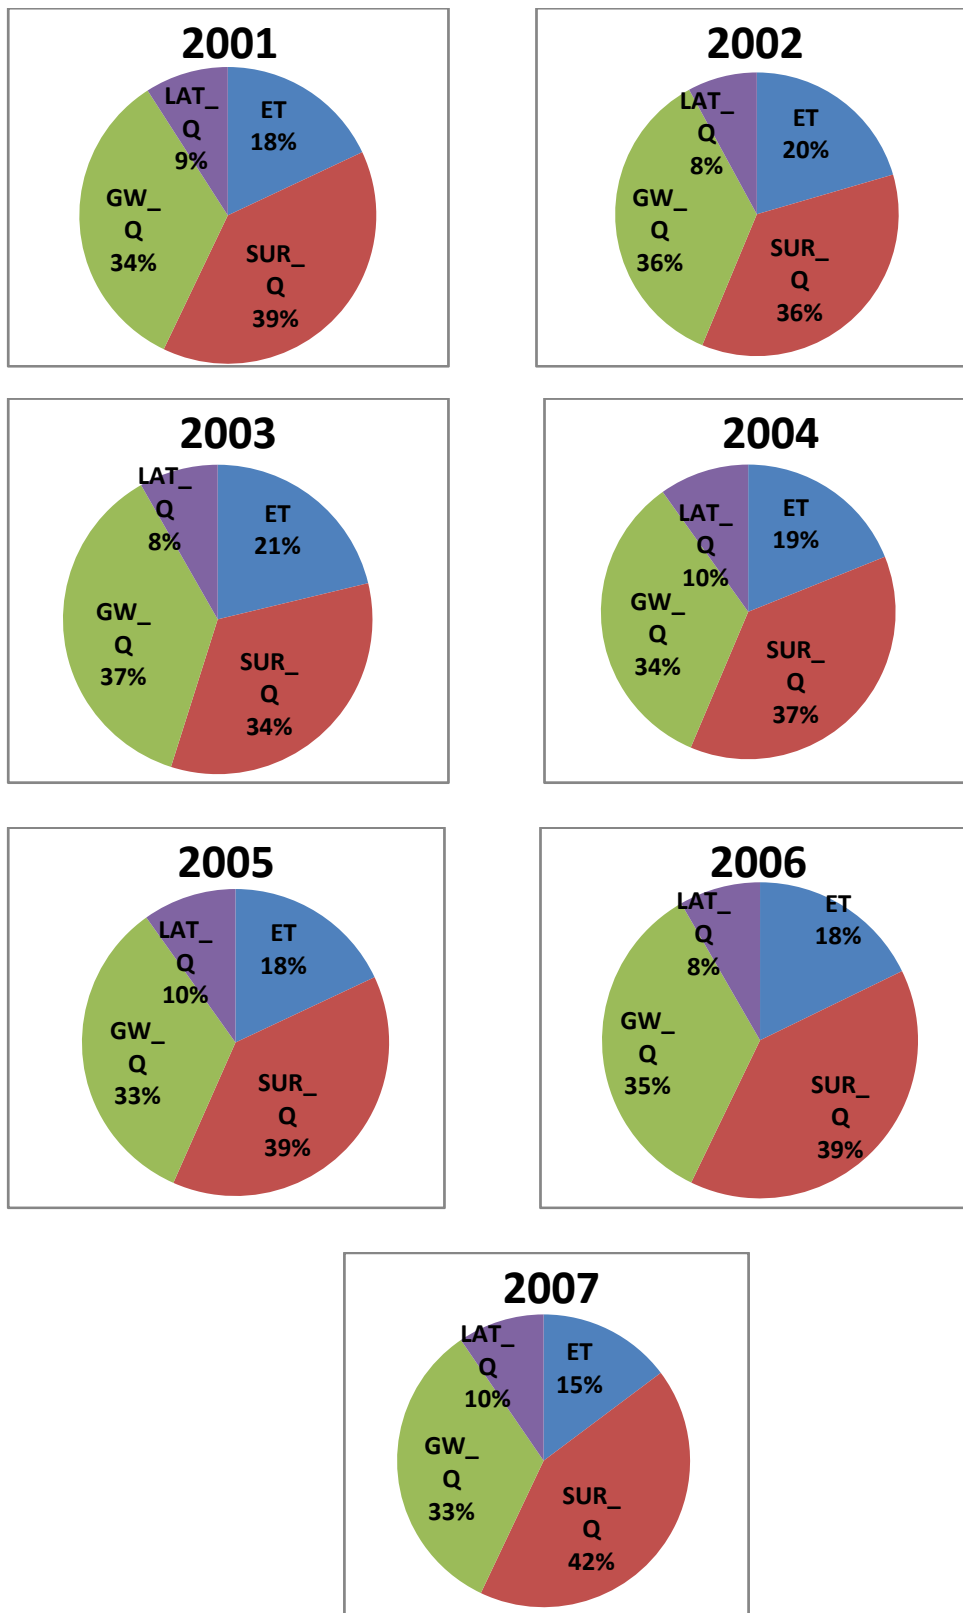 2001
LAT_
Q
9%
ET
18%
GW_
Q
34%
SUR_
Q
39%
2002
LAT_
Q
8%
ET
20%
GW_
Q
36%
SUR_
Q
36%
2003
LAT_
Q
8%
ET
21%
GW_
Q
37%
SUR_
Q
34%
2004
LAT_
Q
10%
ET
19%
GW_
Q
34%
SUR_
Q
37%
2005
LAT_
Q
10%
ET
18%
GW_
Q
33%
SUR_
Q
39%
2006
LAT_
Q
8%
ET
18%
GW_
Q
35%
SUR_
Q
39%
2007
LAT_
Q
10%
ET
15%
GW_
Q
33%
SUR_
Q
42%